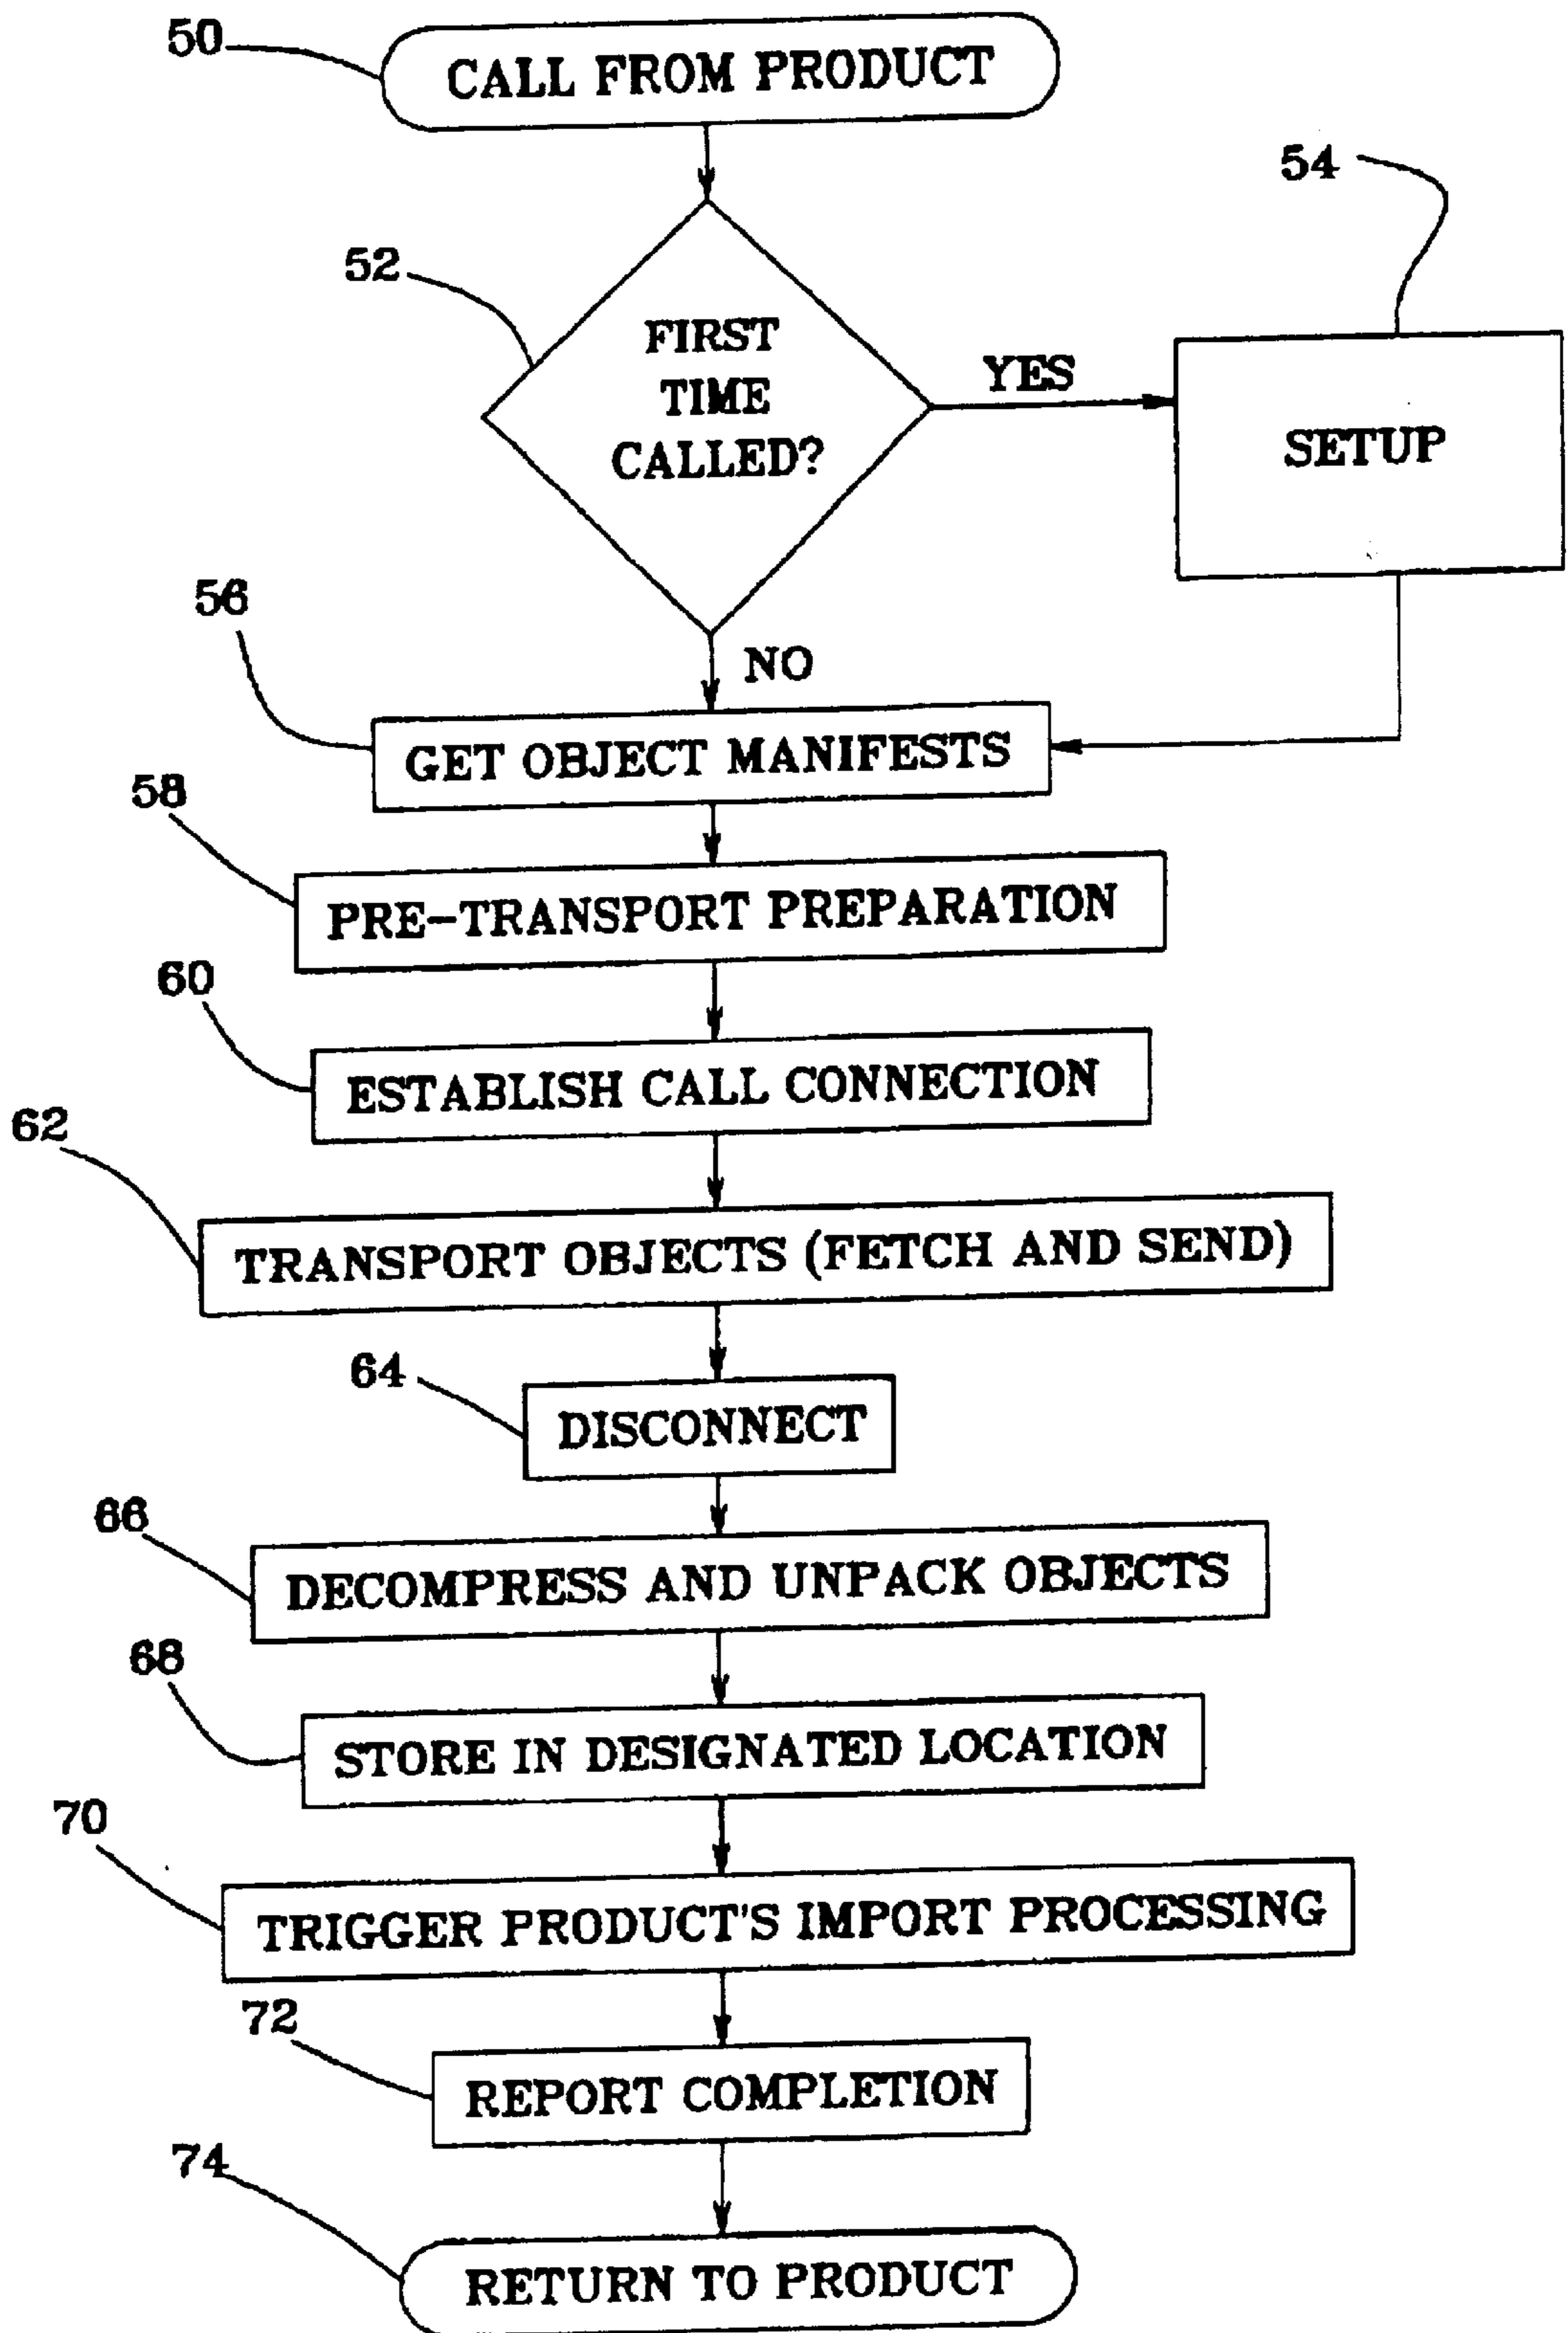 50
CALL FROM PRODUCT
54
52
FIRST
TIME
CALLED?
YES
SETUP
56
NO
GET OBJECT MANIFESTS
58
PRE-TRANSPORT PREPARATION
60
ESTABLISH CALL CONNECTION
62
TRANSPORT OBJECTS (FETCH AND SEND)
64
DISCONNECT
66
DECOMPRESS AND UNPACK OBJECTS
68
STORE IN DESIGNATED LOCATION
70
TRIGGER PRODUCT'S IMPORT PROCESSING
72
REPORT COMPLETION
74
RETURN TO PRODUCT